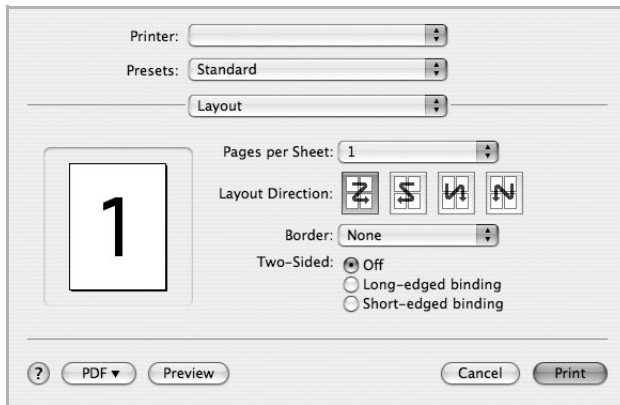 Printer:
Presets: Standard
Layout
Pages per Sheet: 1
Layout Direction:
Border: None
Two-Sided: Off
Long-edged binding
Short-edged binding
1
? PDF▼ Preview Cancel Print